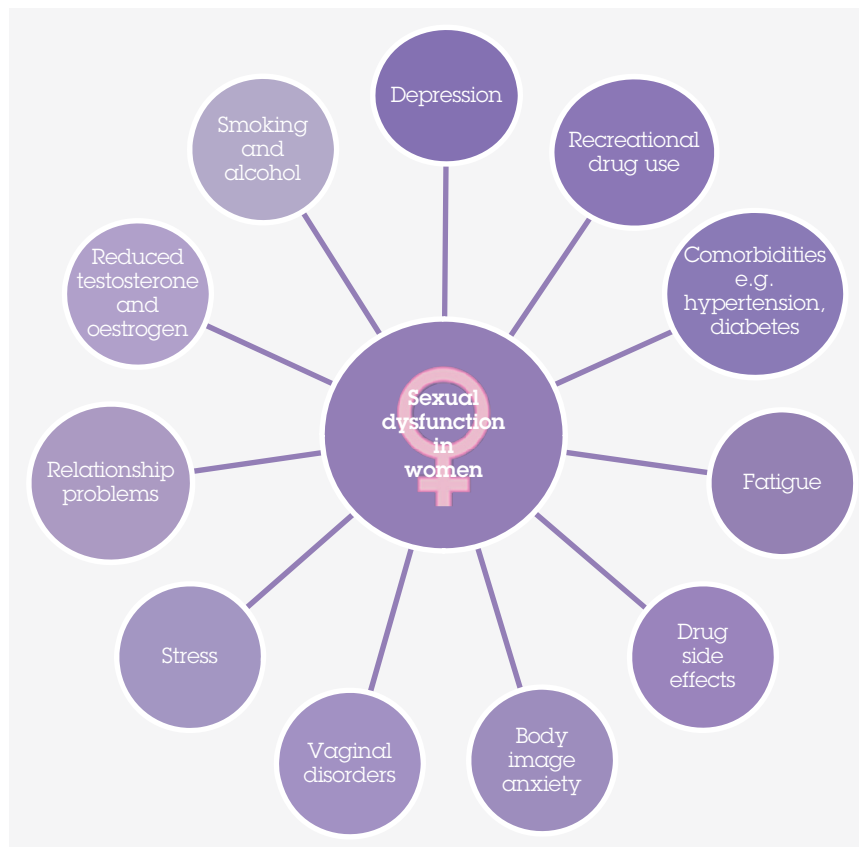 Depression
Recreational
drug use
Comorbidities
e.g.
hypertension,
diabetes
Fatigue
Drug
side
effects
Body
image
anxiety
Vaginal
disorders
Stress
Relationship
problems
Reduced
testosterone
and
oestrogen
Smoking
and
alcohol
Sexual
dysfunction
in
women